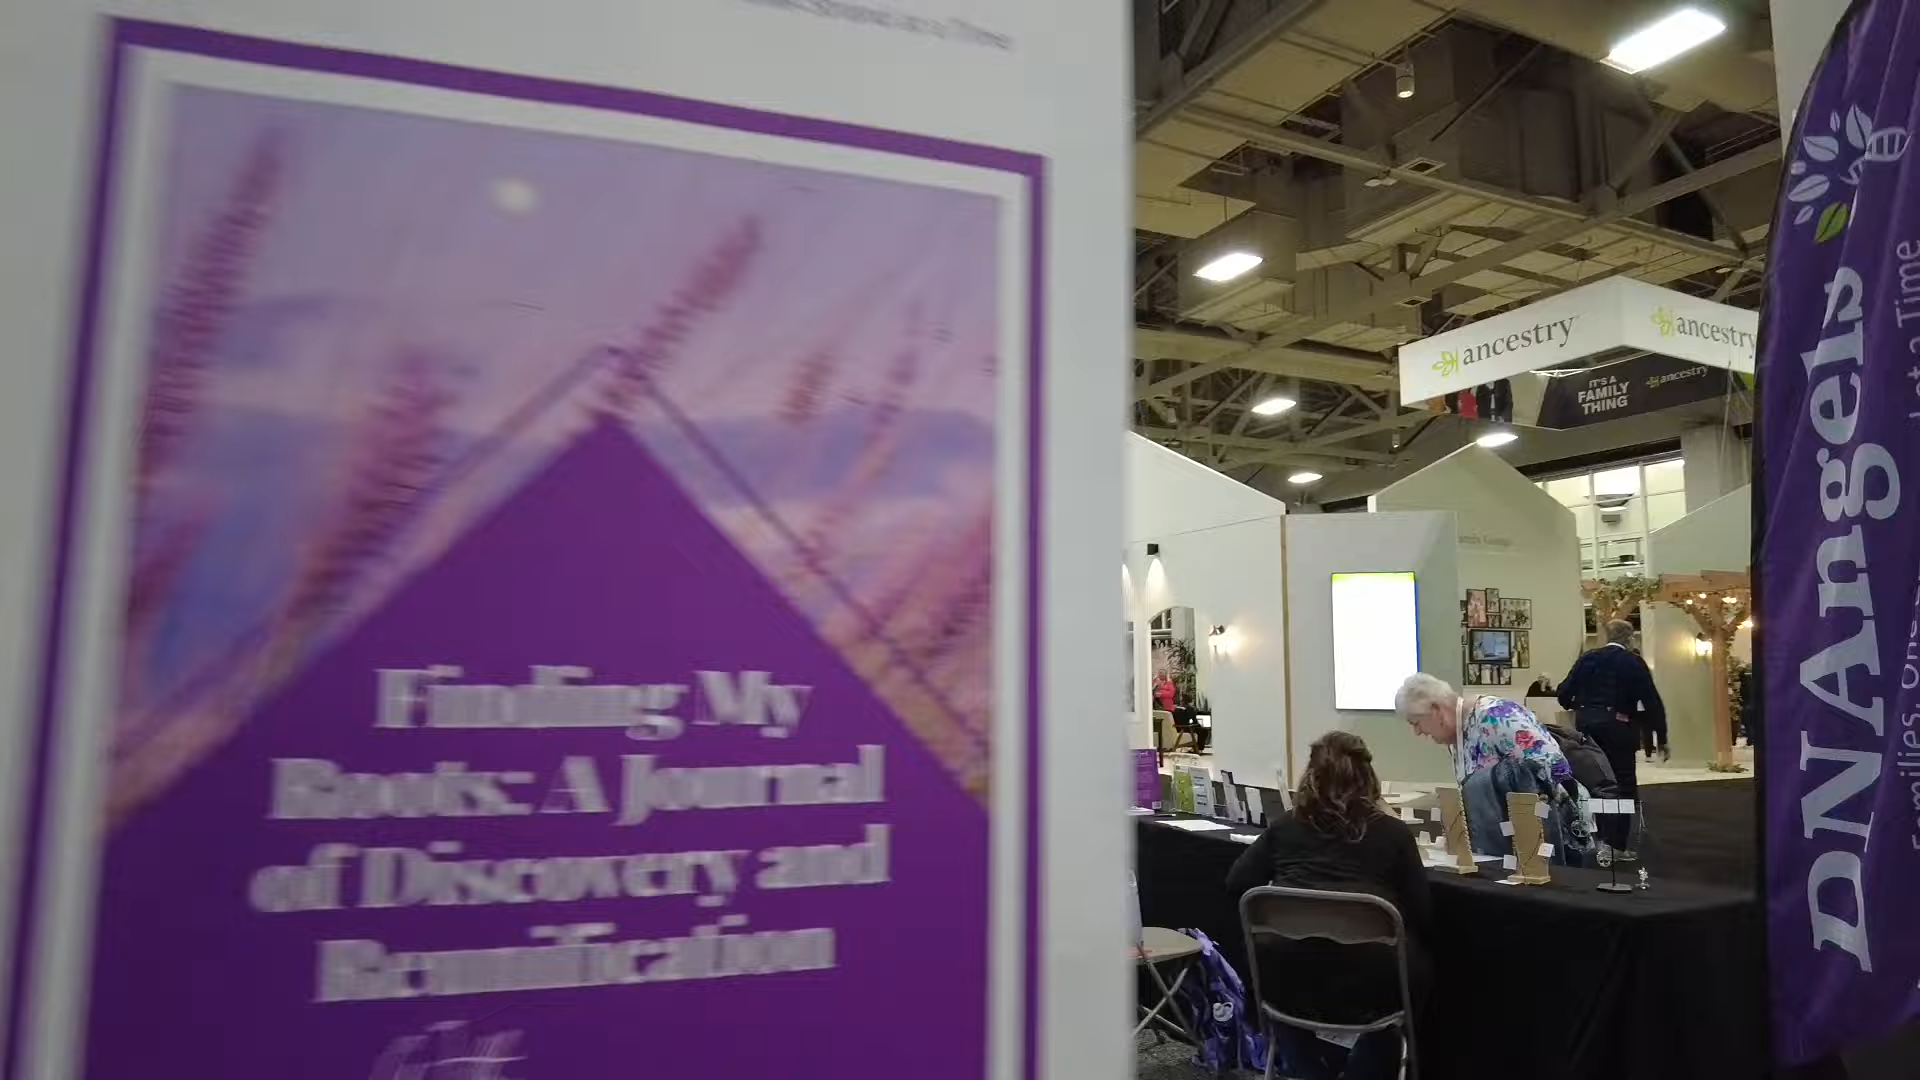 Finding My
Roots: A Journal
of Discovery and
Reunification
ancestry
ancestry
IT'S A
FAMILY
THING
ancestry
DNAngels
Families, One
at a Time